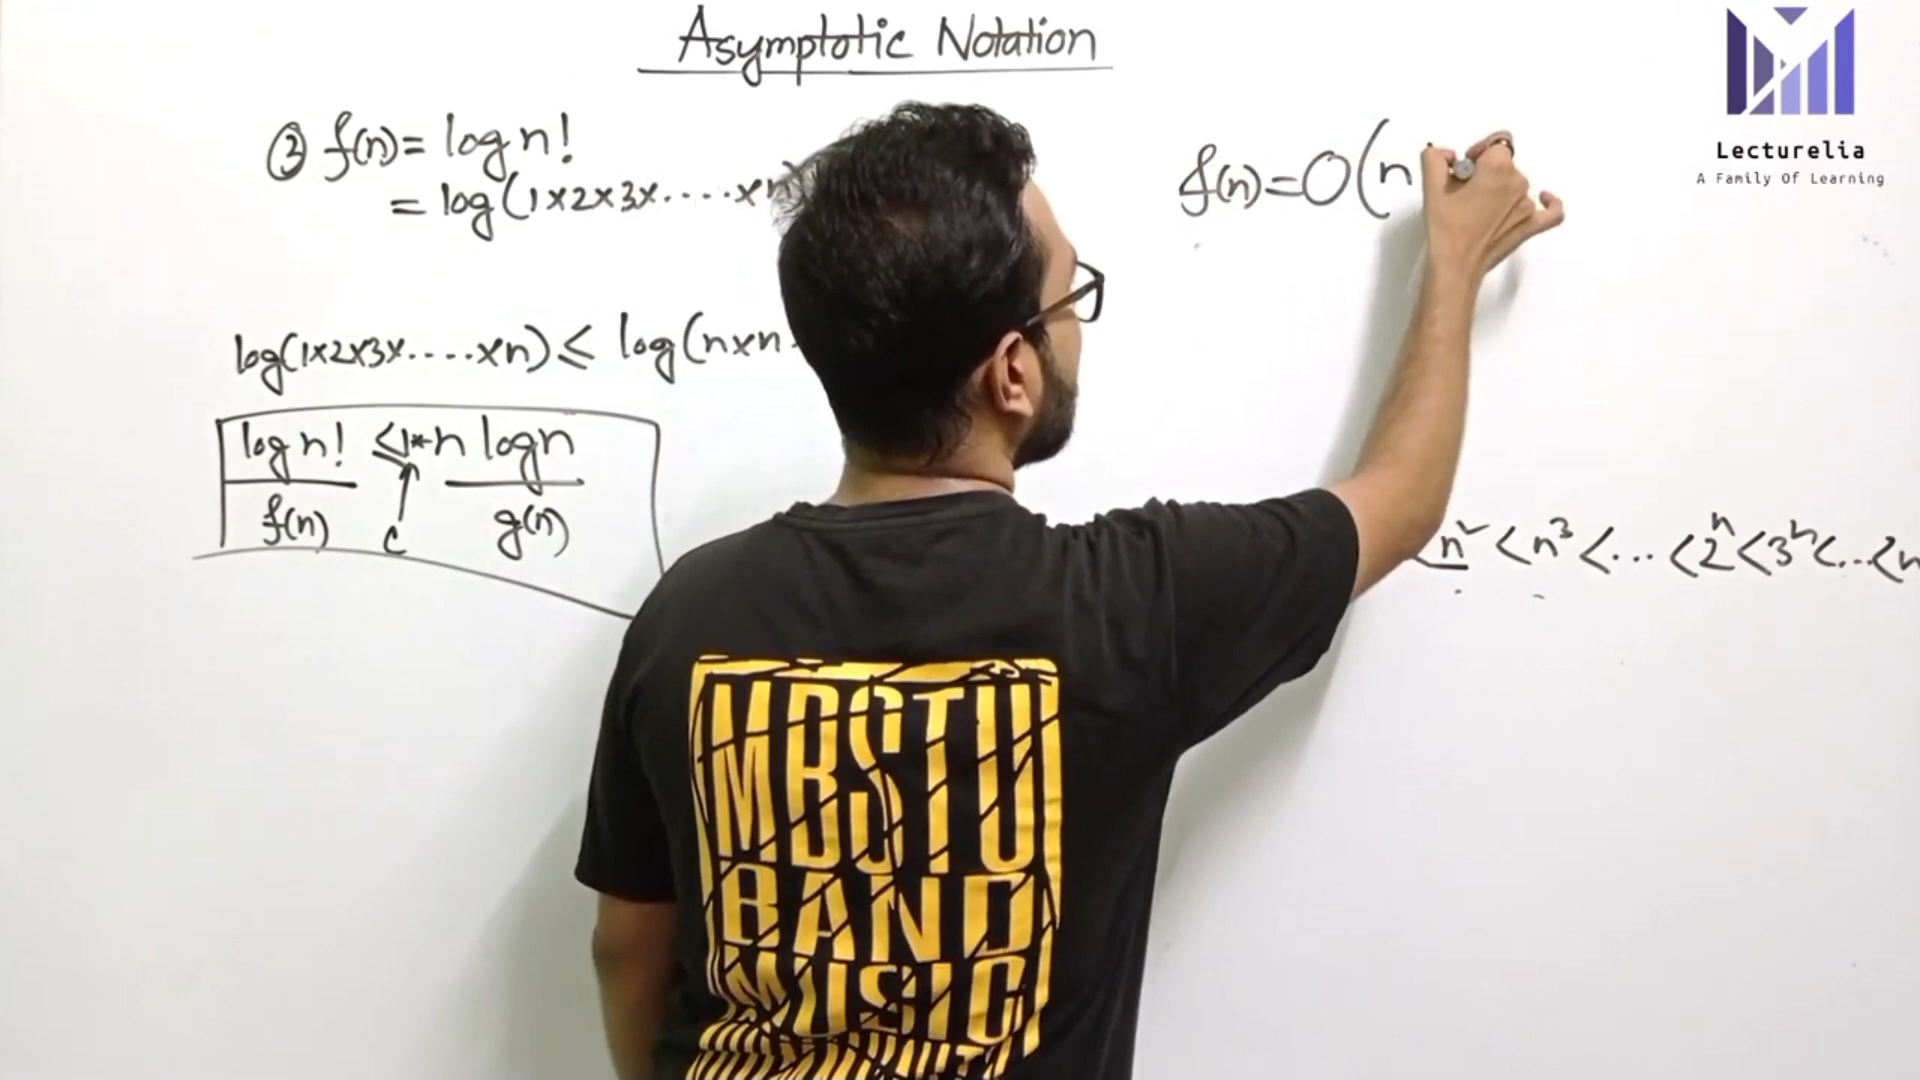 Asymptotic Notation
③ f(n) = log n!
= log(1×2×3×.....×n)
log(1×2×3×.....×n) ≤ log(n×n
log n! ≤ 1*n log n
f(n) c g(n)
f(n)=O(n
<n²<n³<...<2ⁿ<3ⁿ<...<n
Lecturelia
A Family Of Learning
MBSTU
BAND
MUSIC
COMMUNITY